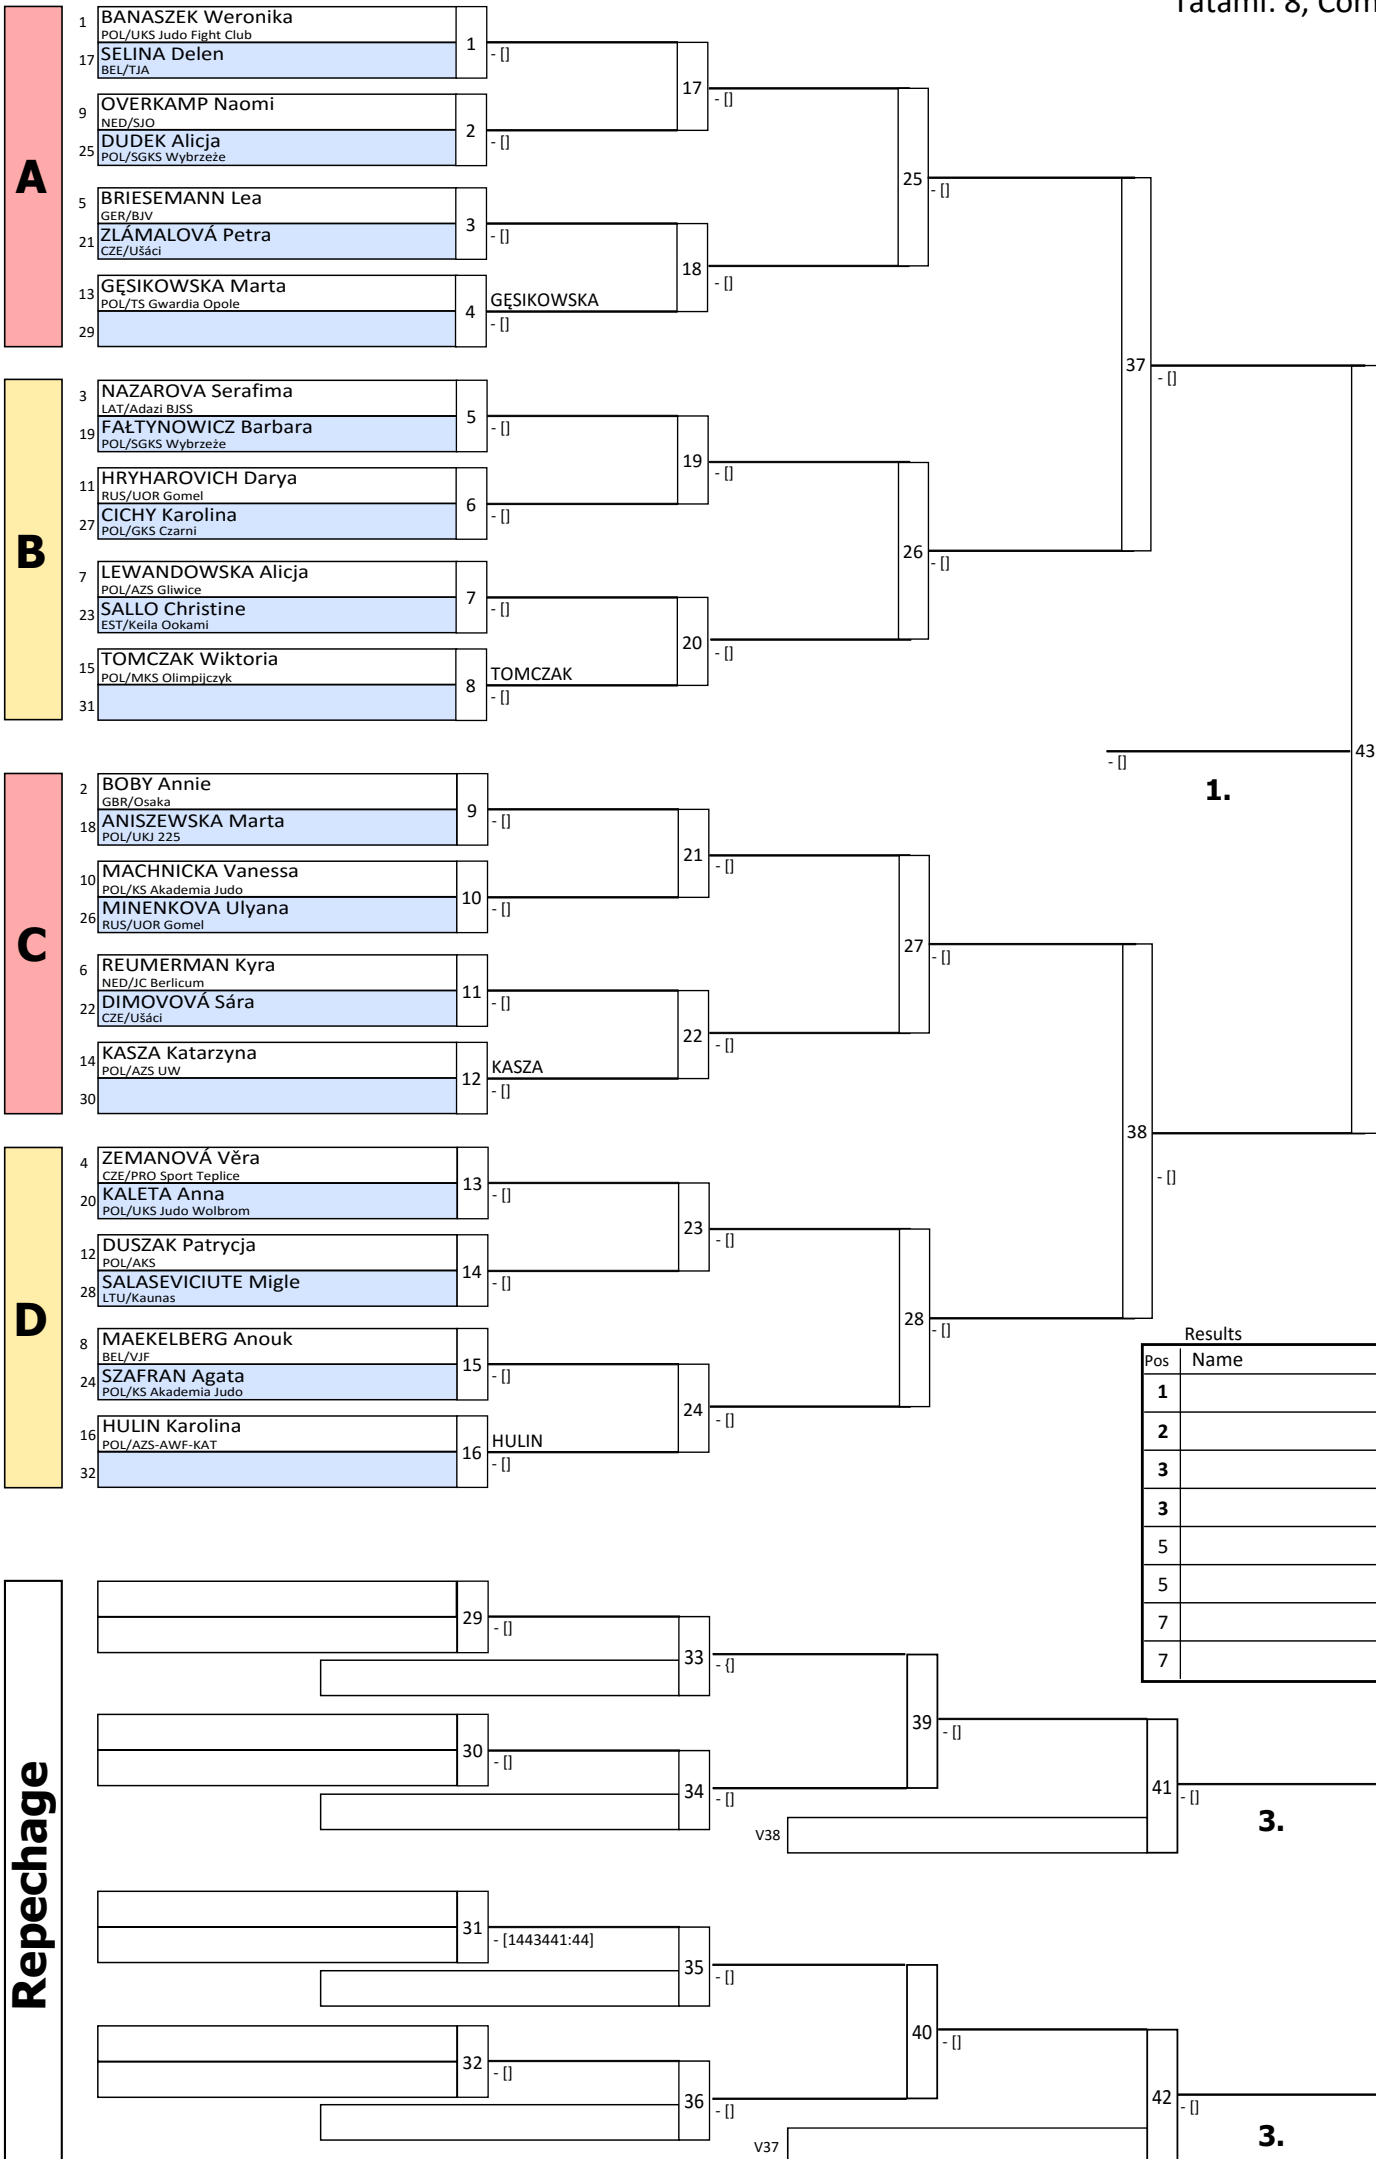 Tatami: 8, Com
A
1 BANASZEK Weronika
POL/UKS Judo Fight Club
17 SELINA Delen
BEL/TJA
1
- []
9 OVERKAMP Naomi
NED/SJO
25 DUDEK Alicja
POL/SGKS Wybrzeże
2
- []
17
- []
5 BRIESEMANN Lea
GER/BJV
21 ZLÁMALOVÁ Petra
CZE/Ušáci
3
- []
13 GĘSIKOWSKA Marta
POL/TS Gwardia Opole
29
4
GĘSIKOWSKA
- []
18
- []
25
- []
B
3 NAZAROVA Serafima
LAT/Adazi BJSS
19 FAŁTYNOWICZ Barbara
POL/SGKS Wybrzeże
5
- []
11 HRYHAROVICH Darya
RUS/UOR Gomel
27 CICHY Karolina
POL/GKS Czarni
6
- []
19
- []
7 LEWANDOWSKA Alicja
POL/AZS Gliwice
23 SALLO Christine
EST/Keila Ookami
7
- []
15 TOMCZAK Wiktoria
POL/MKS Olimpijczyk
31
8
TOMCZAK
- []
20
- []
26
- []
37
- []
43
- []
1.
C
2 BOBY Annie
GBR/Osaka
18 ANISZEWSKA Marta
POL/UKJ 225
9
- []
10 MACHNICKA Vanessa
POL/KS Akademia Judo
26 MINENKOVA Ulyana
RUS/UOR Gomel
10
- []
21
- []
6 REUMERMAN Kyra
NED/JC Berlicum
22 DIMOVOVÁ Sára
CZE/Ušáci
11
- []
14 KASZA Katarzyna
POL/AZS UW
30
12
KASZA
- []
22
- []
27
- []
D
4 ZEMANOVÁ Věra
CZE/PRO Sport Teplice
20 KALETA Anna
POL/UKS Judo Wolbrom
13
- []
12 DUSZAK Patrycja
POL/AKS
28 SALASEVICIUTE Migle
LTU/Kaunas
14
- []
23
- []
8 MAEKELBERG Anouk
BEL/VJF
24 SZAFRAN Agata
POL/KS Akademia Judo
15
- []
16 HULIN Karolina
POL/AZS-AWF-KAT
32
16
HULIN
- []
24
- []
28
- []
38
- []
Results
Pos Name
1
2
3
3
5
5
7
7
Repechage
29
- []
33
- {]
30
- []
34
- []
39
- []
V38
41
- []
3.
31
- [1443441:44]
35
- []
32
- []
36
- []
40
- []
V37
42
- []
3.